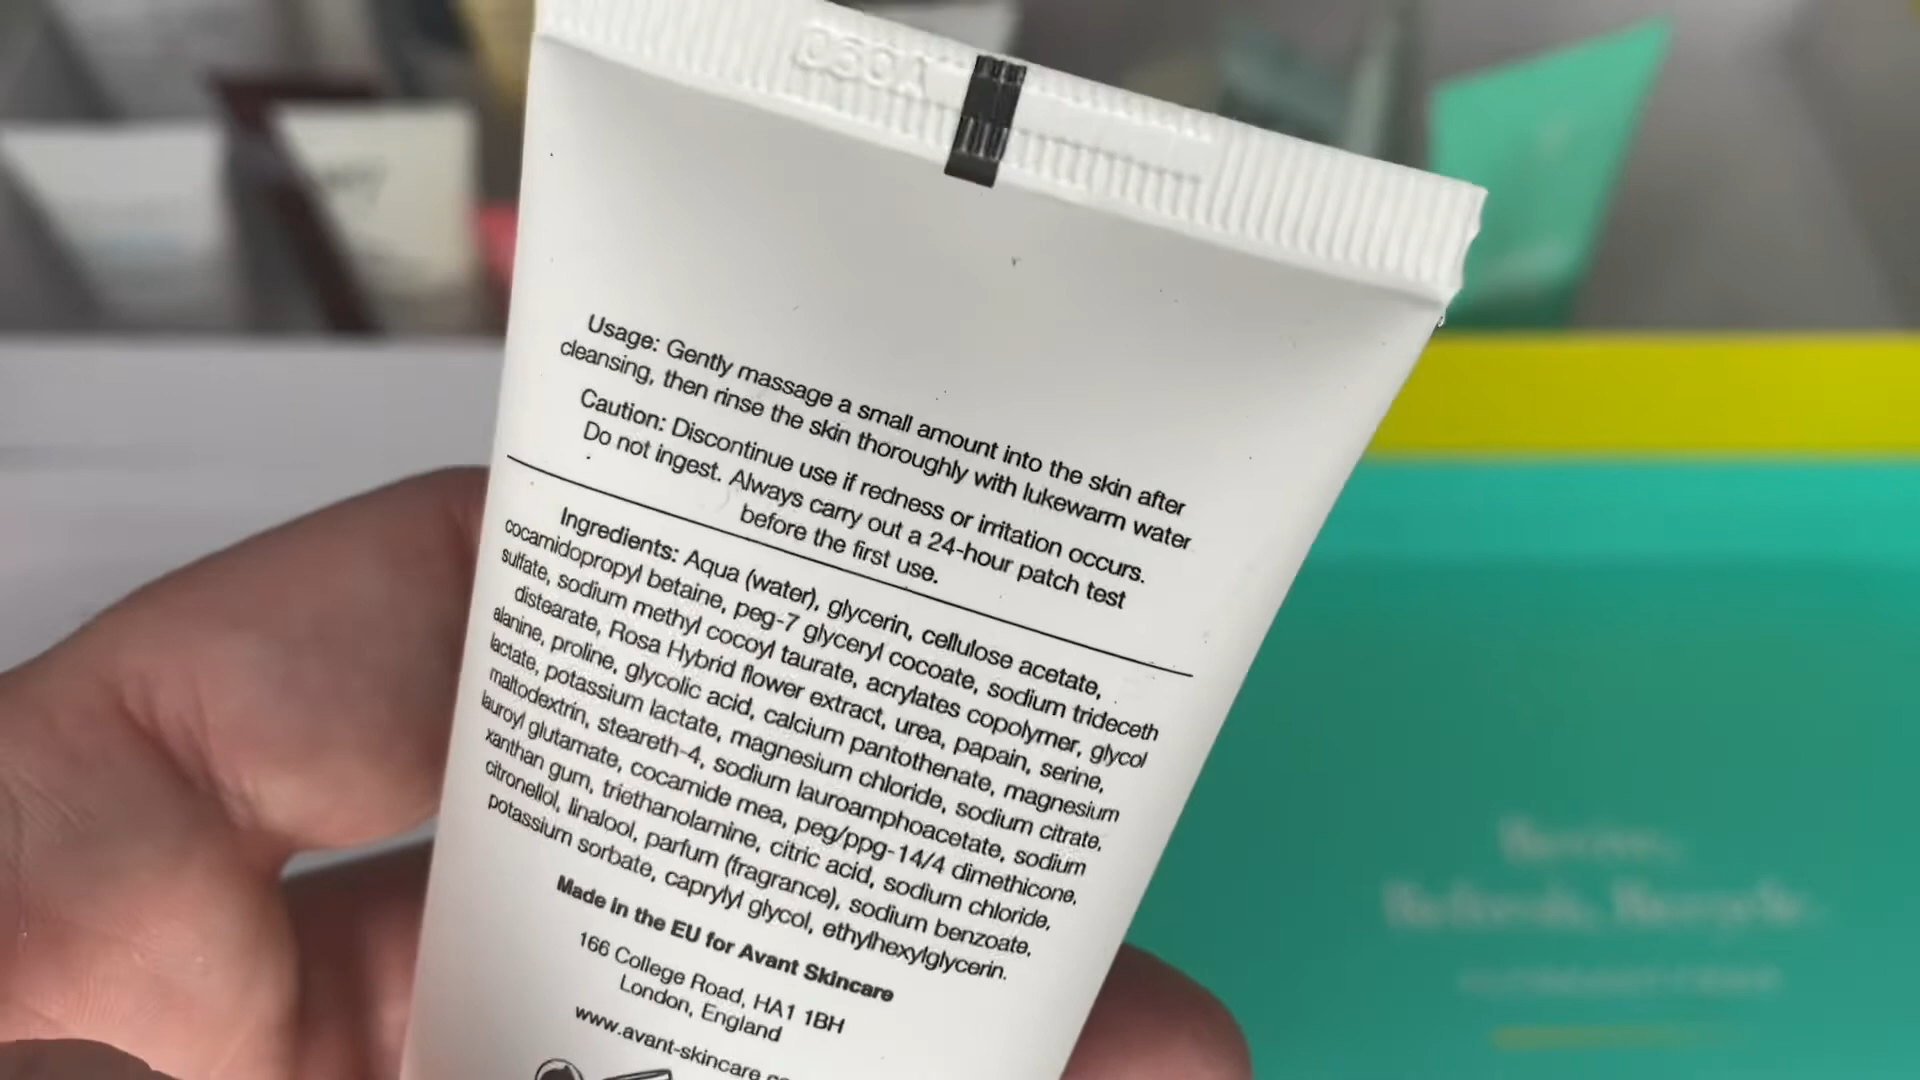 Usage: Gently massage a small amount into the skin after
cleansing, then rinse the skin thoroughly with lukewarm water
Caution: Discontinue use if redness or irritation occurs.
Do not ingest. Always carry out a 24-hour patch test
before the first use.
Ingredients: Aqua (water), glycerin, cellulose acetate,
cocamidopropyl betaine, peg-7 glyceryl cocoate, sodium trideceth
sulfate, sodium methyl cocoyl taurate, acrylates copolymer, glycol
distearate, Rosa Hybrid flower extract, urea, papain, serine,
alanine, proline, glycolic acid, calcium pantothenate, magnesium
lactate, potassium lactate, magnesium chloride, sodium citrate,
maltodextrin, steareth-4, sodium lauroamphoacetate, sodium
lauroyl glutamate, cocamide mea, peg/ppg-14/4 dimethicone,
xanthan gum, triethanolamine, citric acid, sodium chloride,
citronellol, linalool, parfum (fragrance), sodium benzoate,
potassium sorbate, caprylyl glycol, ethylhexylglycerin.
Made in the EU for Avant Skincare
166 College Road, HA1 1BH
London, England
www.avant-skincare